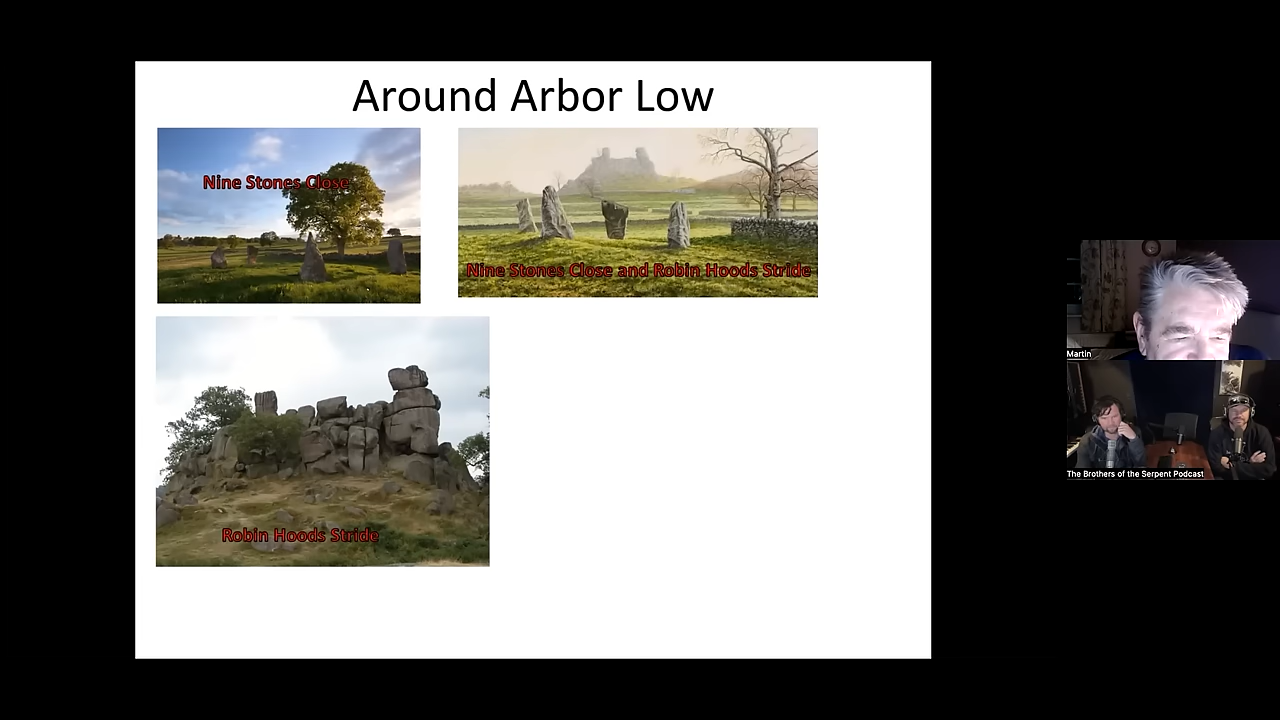 Around Arbor Low
Nine Stones Close
Nine Stones Close and Robin Hoods Stride
Robin Hoods Stride
Martin
The Brothers of the Serpent Podcast